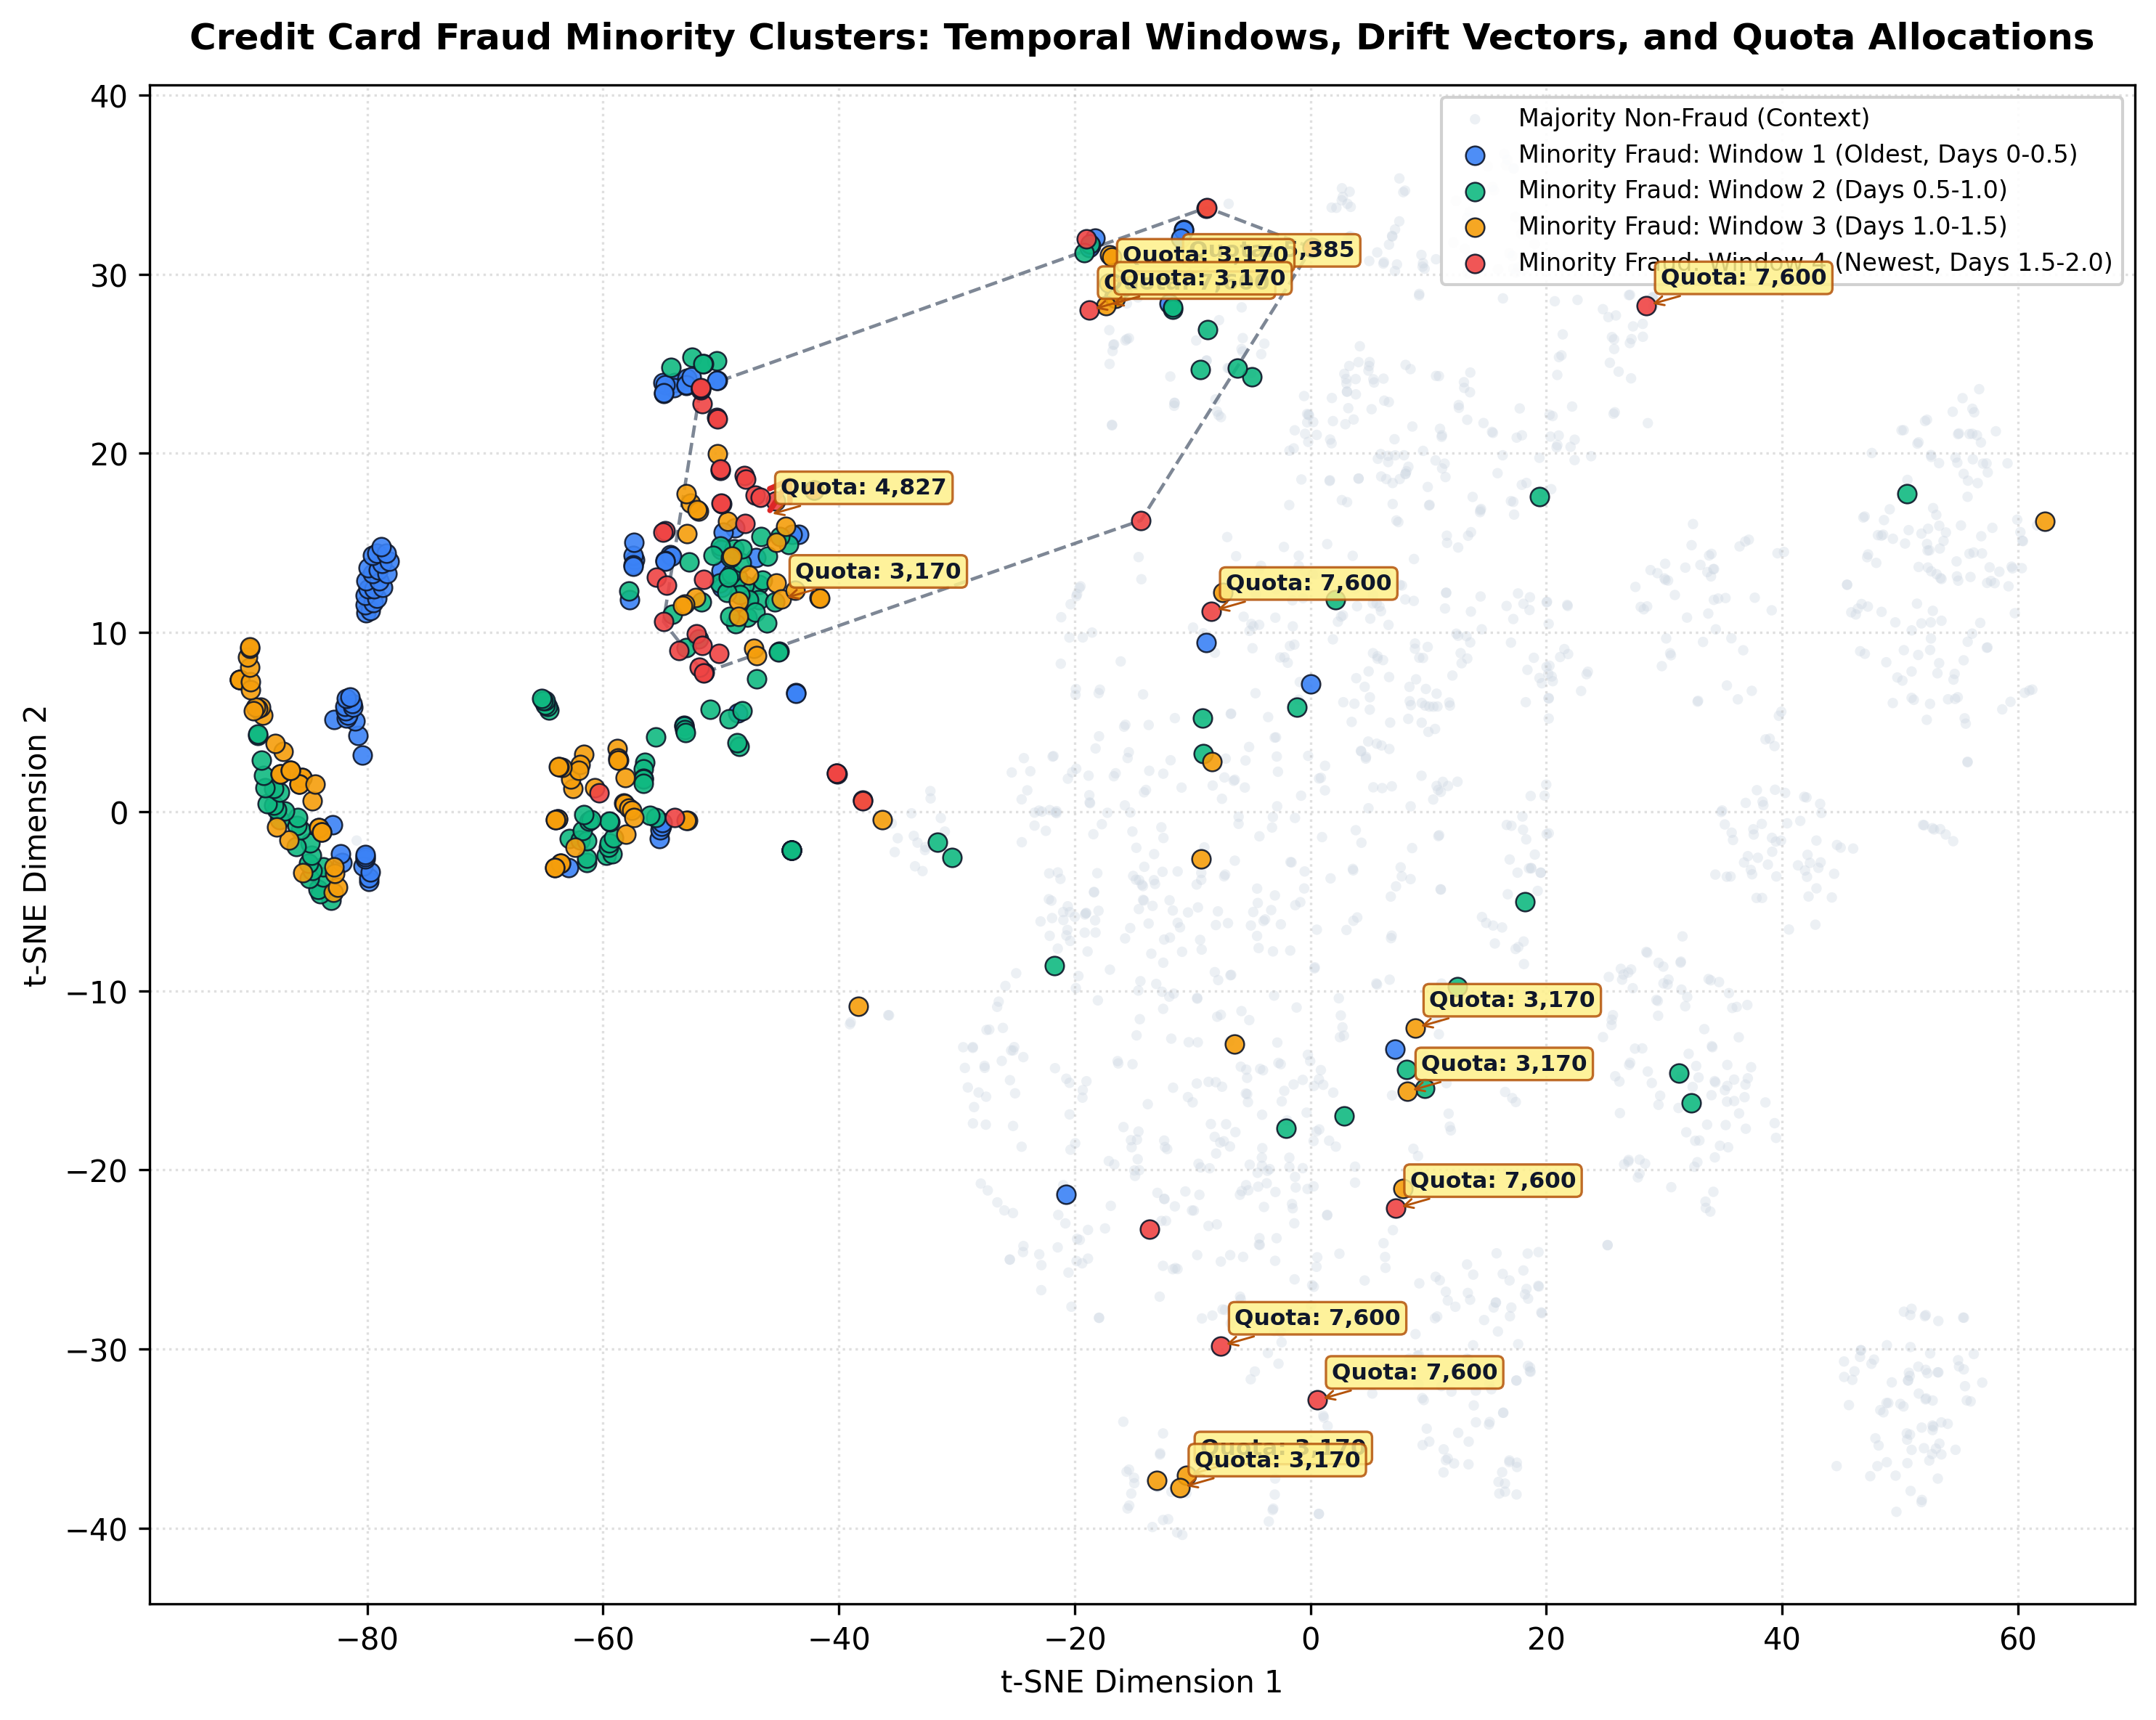 Credit Card Fraud Minority Clusters: Temporal Windows, Drift Vectors, and Quota Allocations
Majority Non-Fraud (Context)
Minority Fraud: Window 1 (Oldest, Days 0-0.5)
Minority Fraud: Window 2 (Days 0.5-1.0)
Minority Fraud: Window 3 (Days 1.0-1.5)
Minority Fraud: Window 4 (Newest, Days 1.5-2.0)
Quota: 3,170
,385
Quota: 3,170
Quota: 7,600
Quota: 4,827
Quota: 3,170
Quota: 7,600
Quota: 3,170
Quota: 3,170
Quota: 7,600
Quota: 7,600
Quota: 7,600
Quota: 3,170
Quota: 3,170
t-SNE Dimension 2
40
30
20
10
0
−10
−20
−30
−40
−80
−60
−40
−20
0
20
40
60
t-SNE Dimension 1